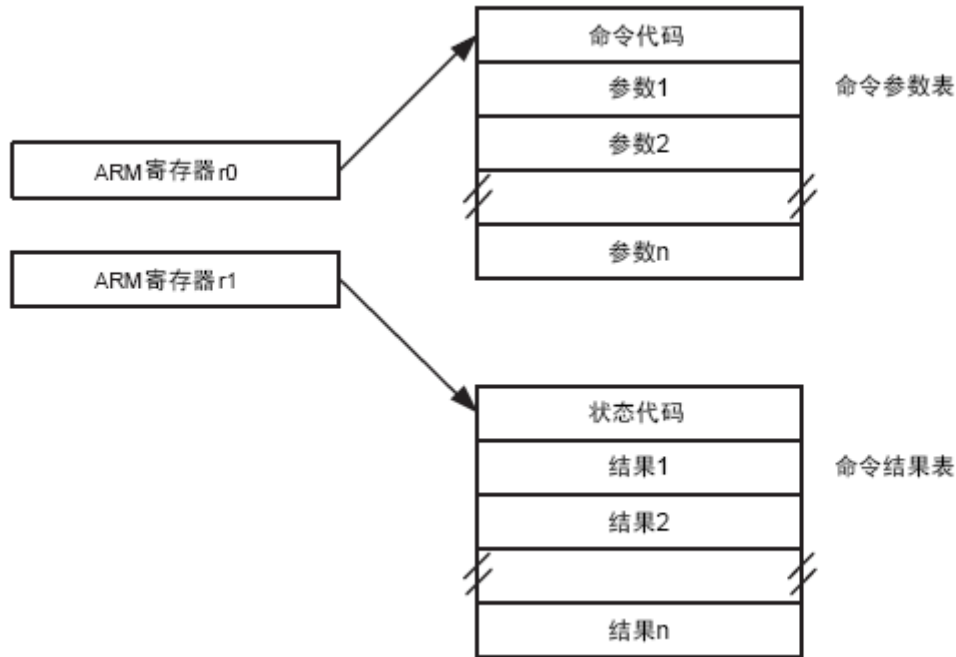 命令代码
参数1
命令参数表
参数2
ARM寄存器r0
参数n
ARM寄存器r1
状态代码
结果1
命令结果表
结果2
结果n